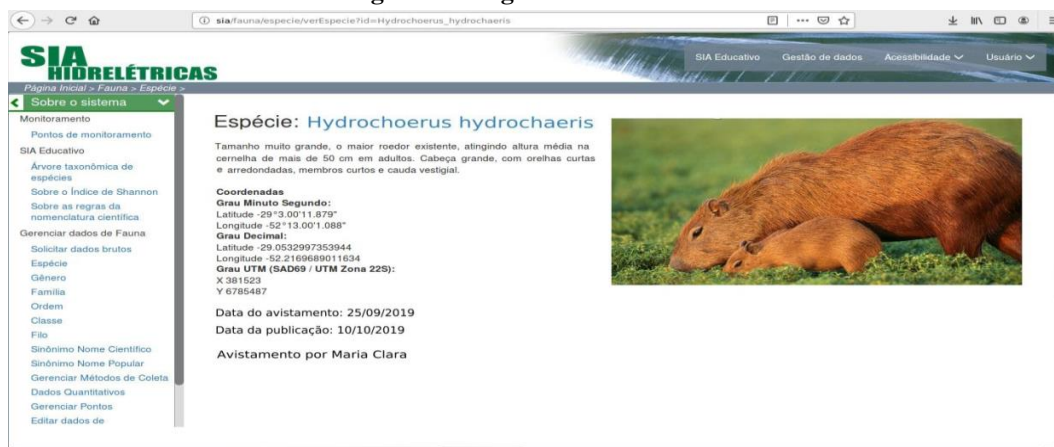 sia/fauna/especie/verEspecie?id=Hydrochoerus_hydrochaeris
SIA
HIDRELÉTRICAS
SIA Educativo Gestão de dados Acessibilidade Usuário
Página Inicial > Fauna > Espécie >
Sobre o sistema
Monitoramento
Pontos de monitoramento
SIA Educativo
Árvore taxonômica de
espécies
Sobre o Índice de Shannon
Sobre as regras da
nomenclatura científica
Gerenciar dados de Fauna
Solicitar dados brutos
Espécie
Gênero
Família
Ordem
Classe
Filo
Sinônimo Nome Científico
Sinônimo Nome Popular
Gerenciar Métodos de Coleta
Dados Quantitativos
Gerenciar Pontos
Editar dados de
Espécie: Hydrochoerus hydrochaeris
Tamanho muito grande, o maior roedor existente, atingindo altura média na
cernelha de mais de 50 cm em adultos. Cabeça grande, com orelhas curtas
e arredondadas, membros curtos e cauda vestigial.
Coordenadas
Grau Minuto Segundo:
Latitude -29°3.00'11.879"
Longitude -52°13.00'1.088"
Grau Decimal:
Latitude -29.0532997353944
Longitude -52.2169689011634
Grau UTM (SAD69 / UTM Zona 22S):
X 381523
Y 6785487
Data do avistamento: 25/09/2019
Data da publicação: 10/10/2019
Avistamento por Maria Clara